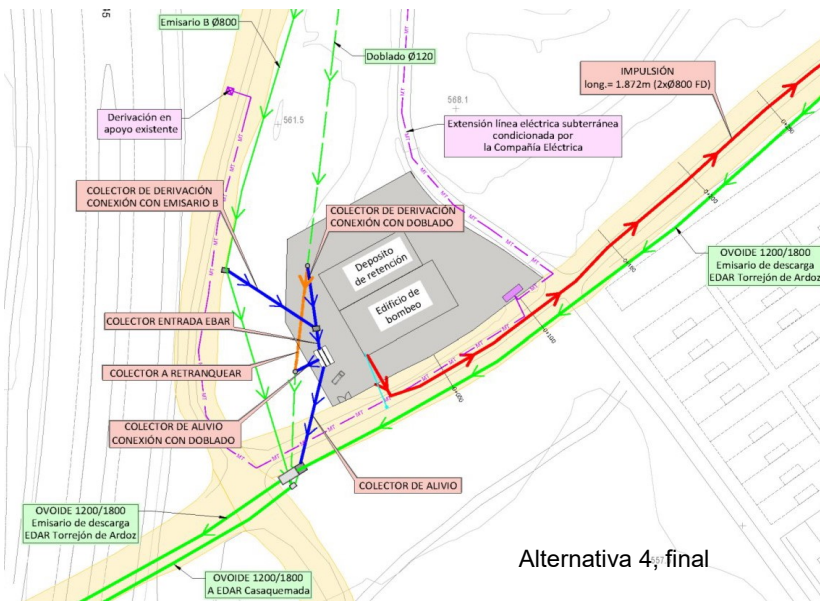 15
Emisario B Ø800
Doblado Ø120
IMPULSIÓN
long.= 1.872m (2xØ800 FD)
568.1
561.5
Derivación en
apoyo existente
Extensión línea eléctrica subterránea
condicionada por
la Compañía Eléctrica
MT
COLECTOR DE DERIVACIÓN
CONEXIÓN CON EMISARIO B
COLECTOR DE DERIVACIÓN
CONEXIÓN CON DOBLADO
Deposito
de retención
Edificio de
bombeo
OVOIDE 1200/1800
Emisario de descarga
EDAR Torrejón de Ardoz
COLECTOR ENTRADA EBAR
COLECTOR A RETRANQUEAR
0+100
COLECTOR DE ALIVIO
CONEXIÓN CON DOBLADO
COLECTOR DE ALIVIO
OVOIDE 1200/1800
Emisario de descarga
EDAR Torrejón de Ardoz
OVOIDE 1200/1800
A EDAR Casaquemada
Alternativa 4, final